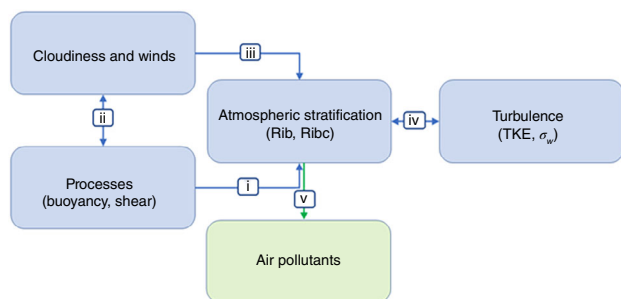 Cloudiness and winds
iii
Atmospheric stratification
(Rib, Ribc)
iv
Turbulence
(TKE, σw)
ii
Processes
(buoyancy, shear)
i
v
Air pollutants